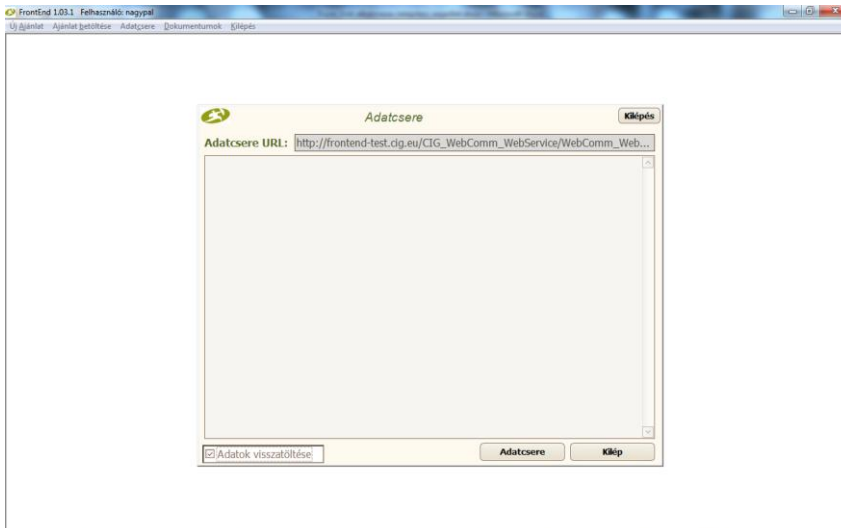 FrontEnd 1.03.1 Felhasználó: nagypal
Új Ajánlat Ajánlat betöltése Adatcsere Dokumentumok Kilépés
Adatcsere Kilépés
Adatcsere URL: http://frontend-test.cig.eu/CIG_WebComm_WebService/WebComm_Web...
Adatok visszatöltése Adatcsere Kilép